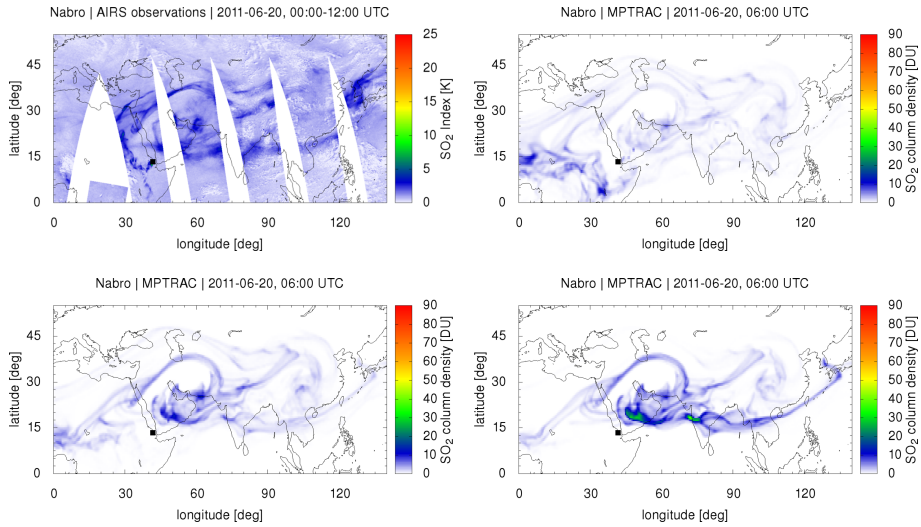 Nabro | AIRS observations | 2011-06-20, 00:00-12:00 UTC
latitude [deg]
45
30
15
0
0 30 60 90 120
longitude [deg]
25
20
15
10
5
0
SO2 Index [K]
Nabro | MPTRAC | 2011-06-20, 06:00 UTC
latitude [deg]
45
30
15
0
0 30 60 90 120
longitude [deg]
90
80
70
60
50
40
30
20
10
0
SO2 Column density [DU]
Nabro | MPTRAC | 2011-06-20, 06:00 UTC
latitude [deg]
45
30
15
0
0 30 60 90 120
longitude [deg]
90
80
70
60
50
40
30
20
10
0
SO2 column density [DU]
Nabro | MPTRAC | 2011-06-20, 06:00 UTC
latitude [deg]
45
30
15
0
0 30 60 90 120
longitude [deg]
90
80
70
60
50
40
30
20
10
0
SO2 column density [DU]